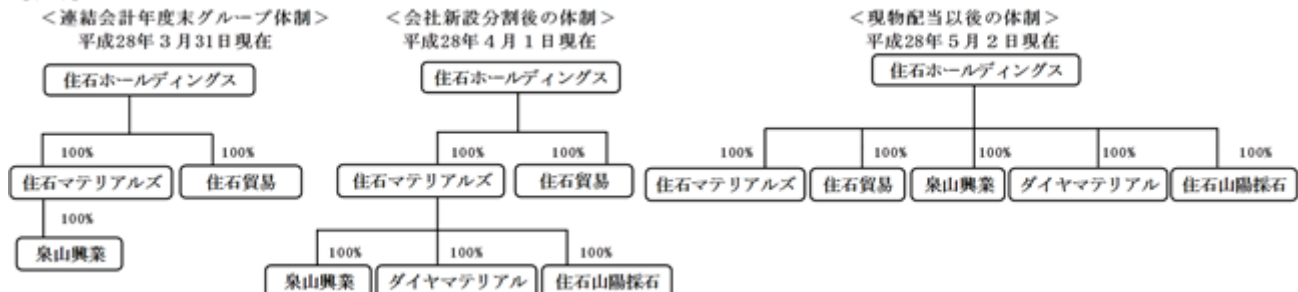 ＜連結会計年度末グループ体制＞
平成28年3月31日現在
住石ホールディングス
100%
100%
住石マテリアルズ
住石貿易
100%
泉山興業
＜会社新設分割後の体制＞
平成28年4月1日現在
住石ホールディングス
100%
100%
住石マテリアルズ
住石貿易
100%
100%
100%
泉山興業
ダイヤマテリアル
住石山陽採石
＜現物配当以後の体制＞
平成28年5月2日現在
住石ホールディングス
100%
100%
100%
100%
100%
住石マテリアルズ
住石貿易
泉山興業
ダイヤマテリアル
住石山陽採石